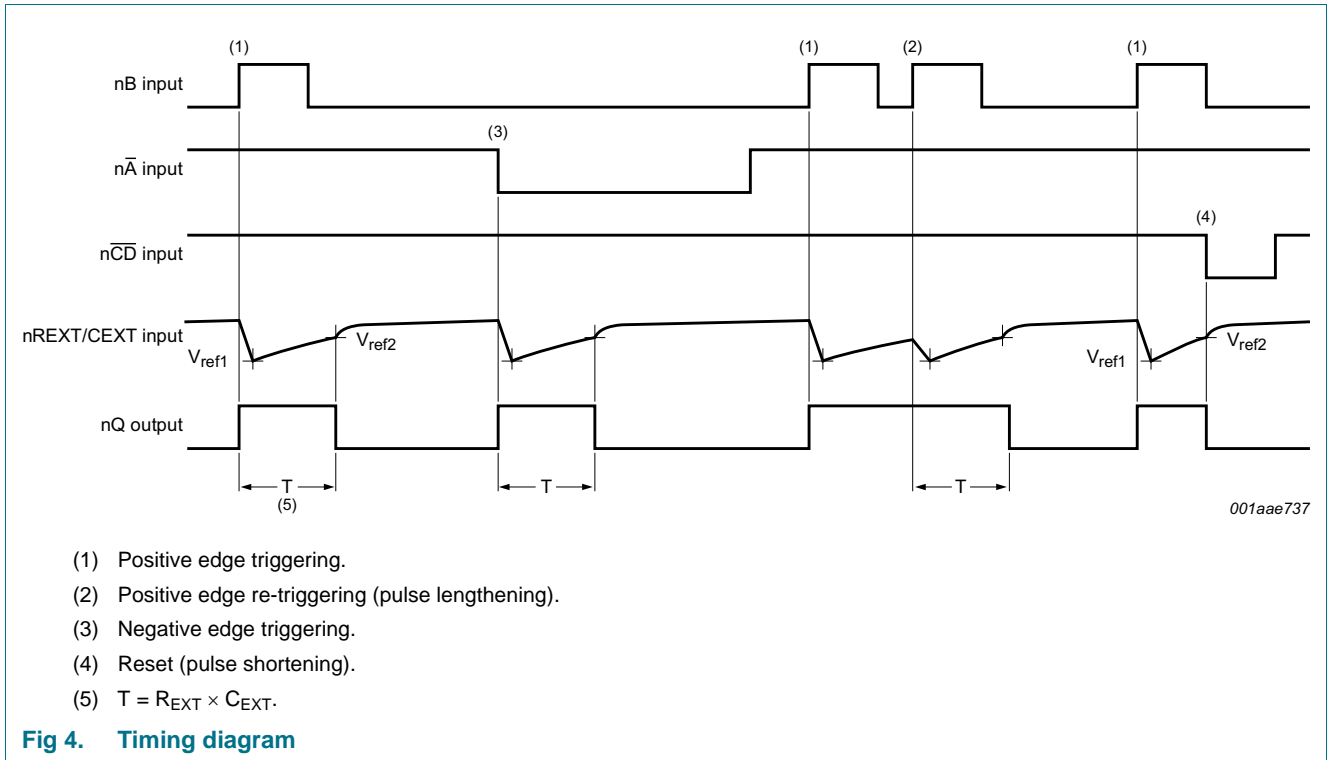 (1) (1) (2) (1)
nB input
(3)
nA̅ input
(4)
nC̅D̅ input
nREXT/CEXT input
Vref1 Vref2 Vref1 Vref2
nQ output
T T T
(5)
001aae737
(1) Positive edge triggering.
(2) Positive edge re-triggering (pulse lengthening).
(3) Negative edge triggering.
(4) Reset (pulse shortening).
(5) T = REXT × CEXT.
Fig 4. Timing diagram